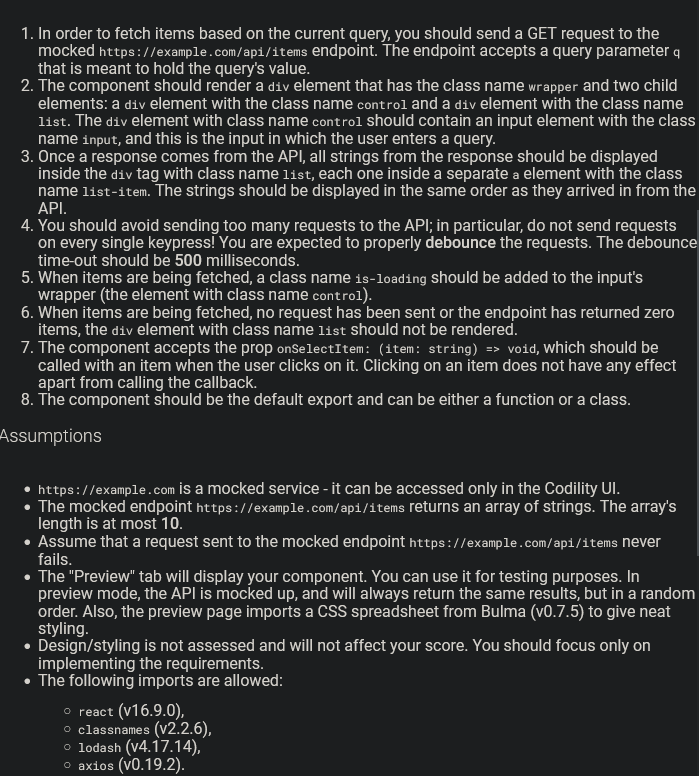 1. In order to fetch items based on the current query, you should send a GET request to the
mocked https://example.com/api/items endpoint. The endpoint accepts a query parameter q
that is meant to hold the query's value.
2. The component should render a div element that has the class name wrapper and two child
elements: a div element with the class name control and a div element with the class name
list. The div element with class name control should contain an input element with the class
name input, and this is the input in which the user enters a query.
3. Once a response comes from the API, all strings from the response should be displayed
inside the div tag with class name list, each one inside a separate a element with the class
name list-item. The strings should be displayed in the same order as they arrived in from the
API.
4. You should avoid sending too many requests to the API; in particular, do not send requests
on every single keypress! You are expected to properly debounce the requests. The debounce
time-out should be 500 milliseconds.
5. When items are being fetched, a class name is-loading should be added to the input's
wrapper (the element with class name control).
6. When items are being fetched, no request has been sent or the endpoint has returned zero
items, the div element with class name list should not be rendered.
7. The component accepts the prop onSelectItem: (item: string) => void, which should be
called with an item when the user clicks on it. Clicking on an item does not have any effect
apart from calling the callback.
8. The component should be the default export and can be either a function or a class.
Assumptions
• https://example.com is a mocked service - it can be accessed only in the Codility UI.
• The mocked endpoint https://example.com/api/items returns an array of strings. The array's
length is at most 10.
• Assume that a request sent to the mocked endpoint https://example.com/api/items never
fails.
• The "Preview" tab will display your component. You can use it for testing purposes. In
preview mode, the API is mocked up, and will always return the same results, but in a random
order. Also, the preview page imports a CSS spreadsheet from Bulma (v0.7.5) to give neat
styling.
• Design/styling is not assessed and will not affect your score. You should focus only on
implementing the requirements.
• The following imports are allowed:
○ react (v16.9.0),
○ classnames (v2.2.6),
○ lodash (v4.17.14),
○ axios (v0.19.2).